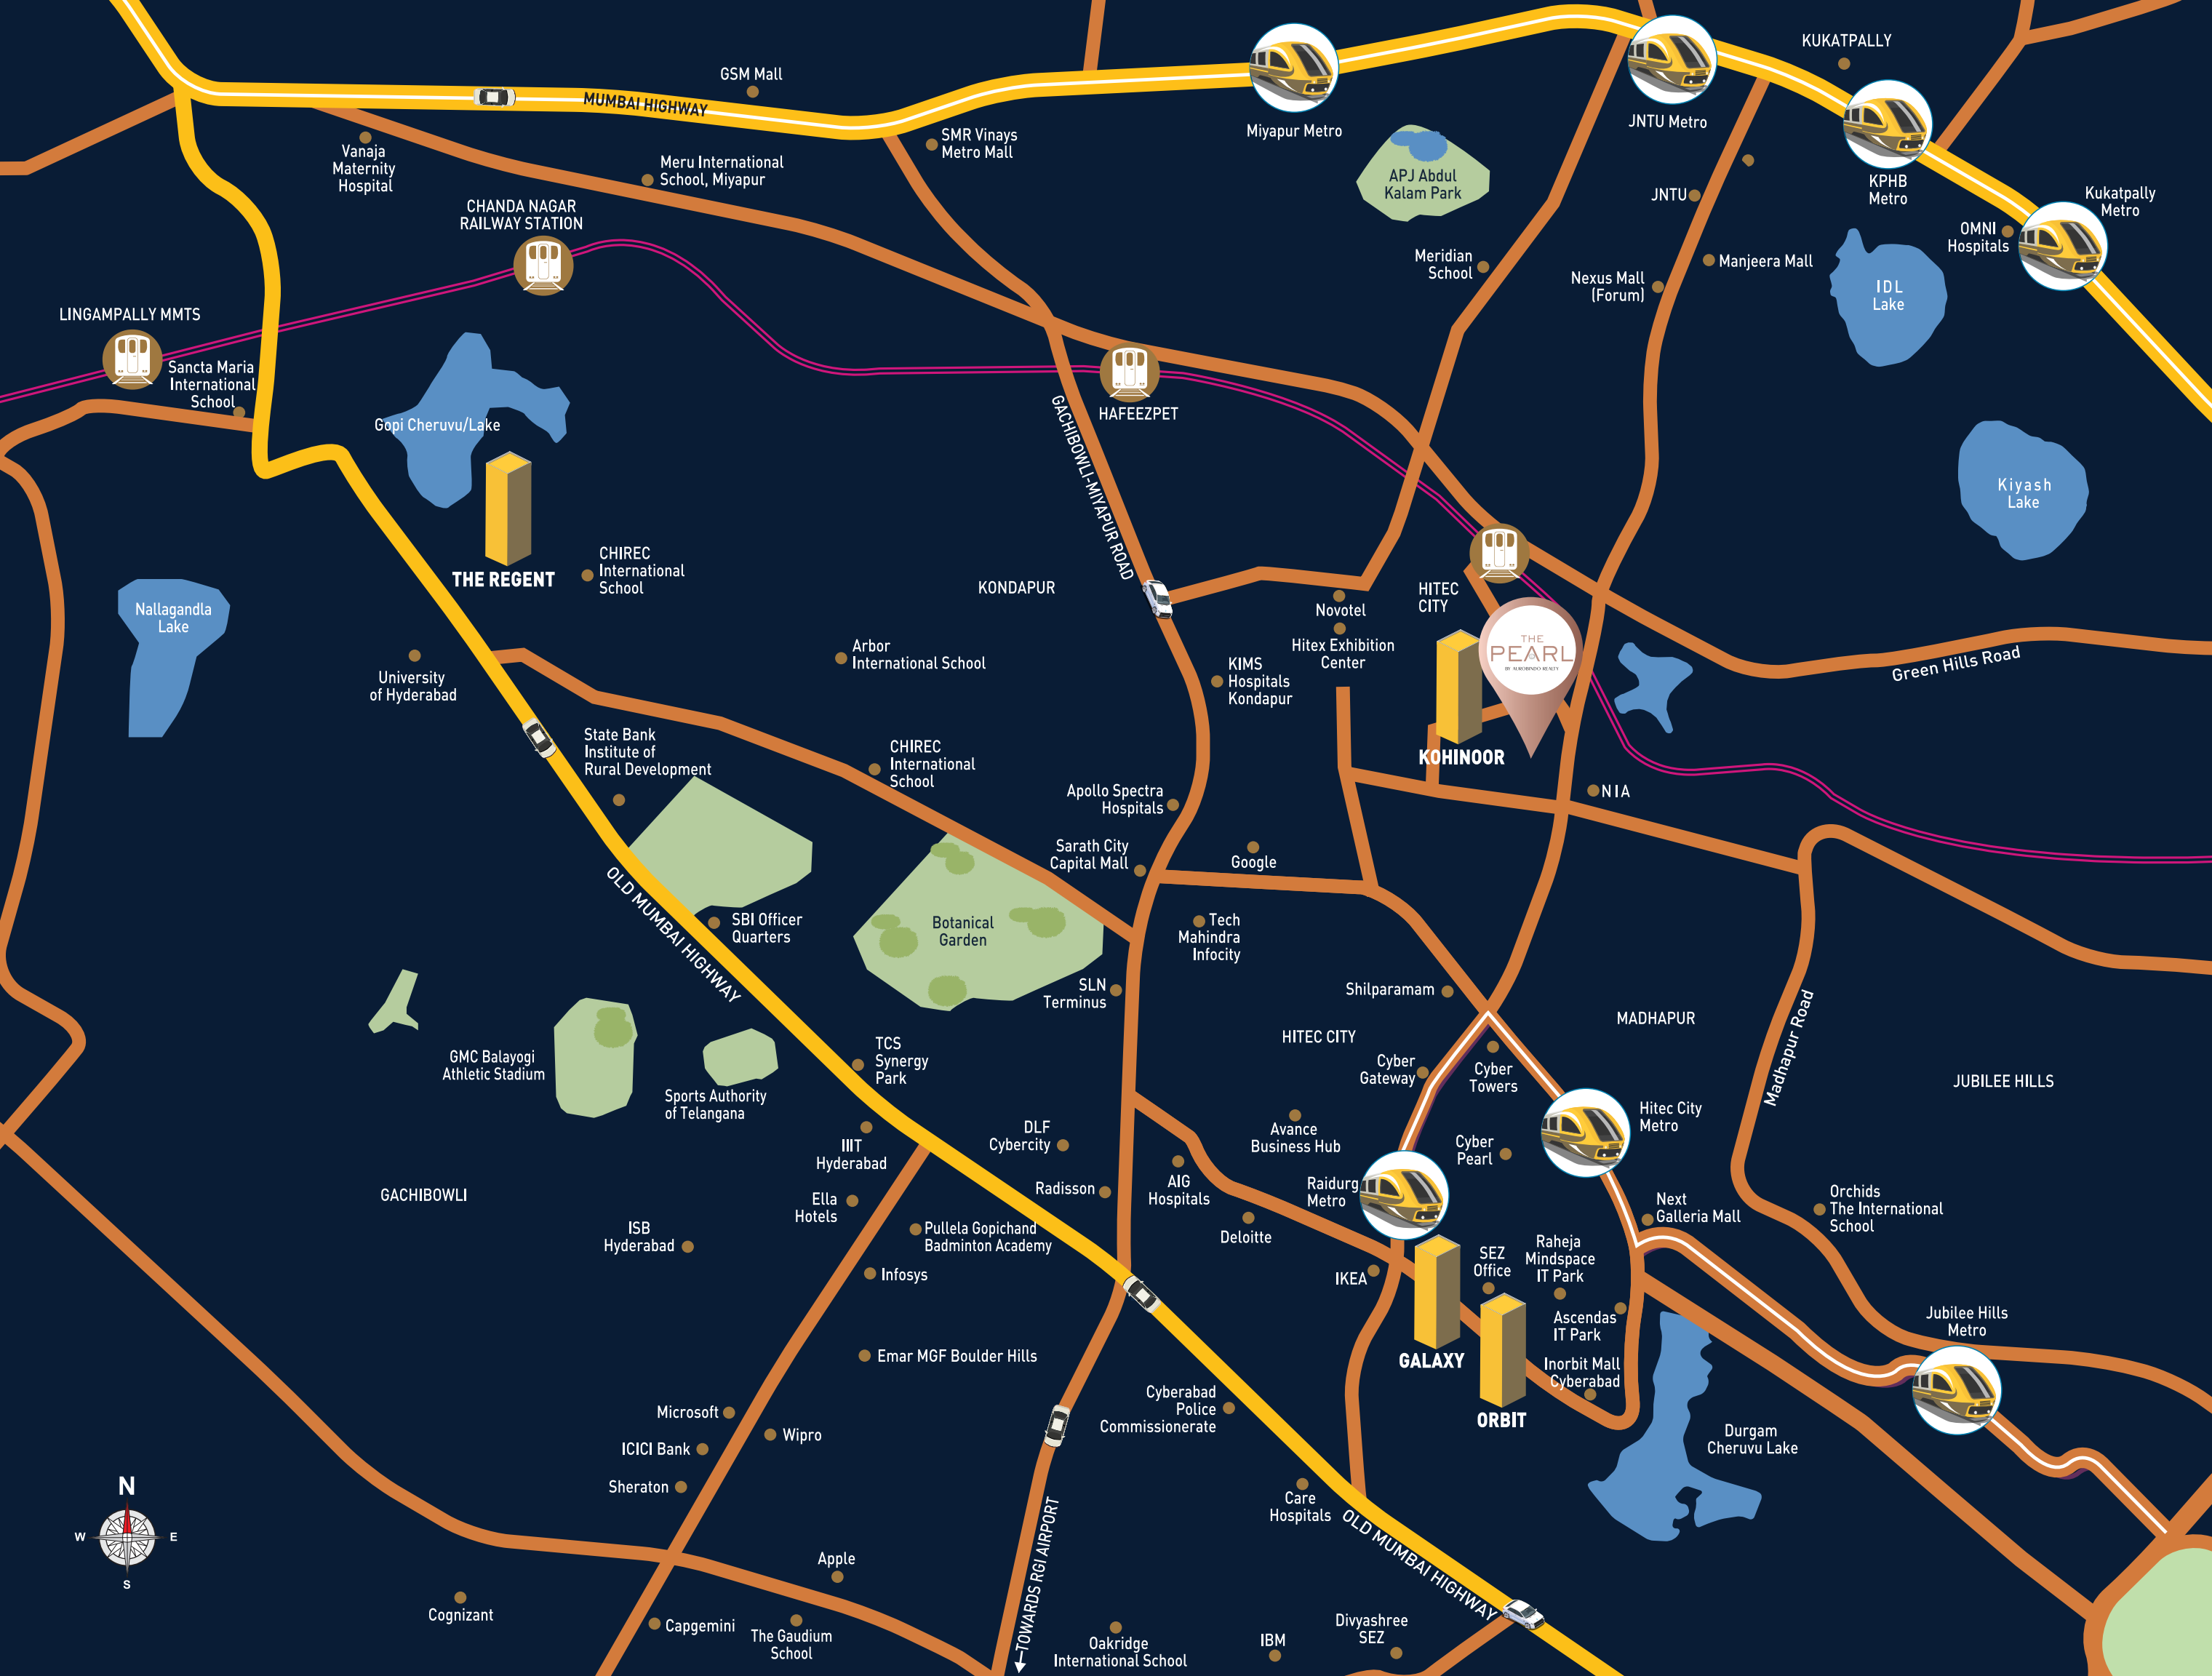 KUKATPALLY
GSM Mall
MUMBAI HIGHWAY
SMR Vinays
Metro Mall
Miyapur Metro
JNTU Metro
Vanaja
Maternity
Hospital
Meru International
School, Miyapur
APJ Abdul
Kalam Park
JNTU
KPHB
Metro
Kukatpally
Metro
OMNI
Hospitals
CHANDA NAGAR
RAILWAY STATION
Meridian
School
Manjeera Mall
Nexus Mall
(Forum)
IDL
Lake
LINGAMPALLY MMTS
Sancta Maria
International
School
Gopi Cheruvu/Lake
HAFEEZPET
GACHIBOWLI-MIYAPUR ROAD
Kiyash
Lake
THE REGENT
CHIREC
International
School
KONDAPUR
HITEC
CITY
Novotel
Hitex Exhibition
Center
Nallagandla
Lake
THE
PEARL
BY AUROBINDO REALTY
Green Hills Road
University
of Hyderabad
Arbor
International School
KIMS
Hospitals
Kondapur
State Bank
Institute of
Rural Development
CHIREC
International
School
KOHINOOR
Apollo Spectra
Hospitals
NIA
Sarath City
Capital Mall
Google
OLD MUMBAI HIGHWAY
SBI Officer
Quarters
Botanical
Garden
Tech
Mahindra
Infocity
SLN
Terminus
Shilparamam
MADHAPUR
Madhapur Road
HITEC CITY
GMC Balayogi
Athletic Stadium
TCS
Synergy
Park
Cyber
Gateway
Cyber
Towers
JUBILEE HILLS
Sports Authority
of Telangana
Hitec City
Metro
IIIT
Hyderabad
DLF
Cybercity
Avance
Business Hub
Cyber
Pearl
GACHIBOWLI
Ella
Hotels
Radisson
AIG
Hospitals
Raidurg
Metro
Next
Galleria Mall
Orchids
The International
School
ISB
Hyderabad
Pullela Gopichand
Badminton Academy
Deloitte
Infosys
IKEA
SEZ
Office
Raheja
Mindspace
IT Park
Ascendas
IT Park
Jubilee Hills
Metro
Emar MGF Boulder Hills
GALAXY
Inorbit Mall
Cyberabad
Cyberabad
Police
Commissionerate
ORBIT
Microsoft
Wipro
ICICI Bank
Durgam
Cheruvu Lake
Sheraton
Care
Hospitals
OLD MUMBAI HIGHWAY
N
W
E
S
TOWARDS RGI AIRPORT
Apple
Cognizant
Capgemini
The Gaudium
School
Oakridge
International School
IBM
Divyashree
SEZ